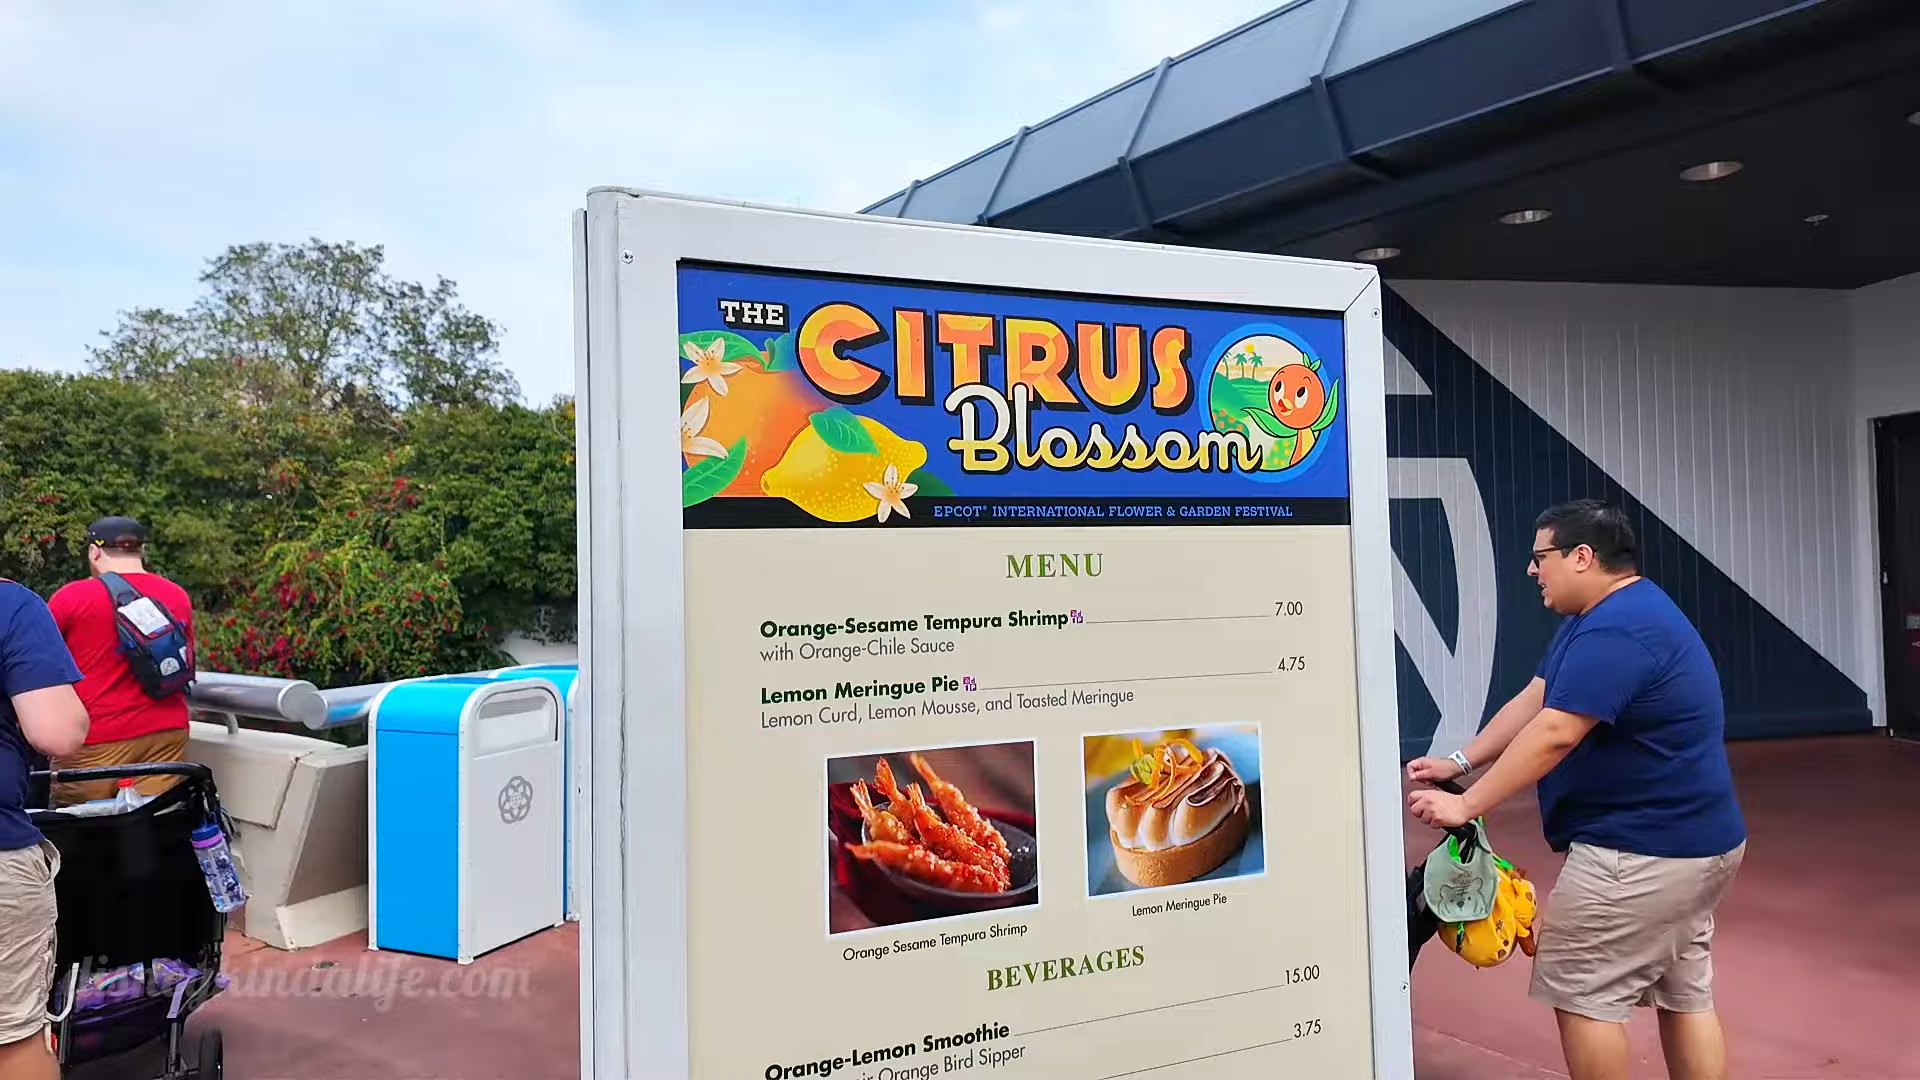 THE CITRUS
Blossom
EPCOT® INTERNATIONAL FLOWER & GARDEN FESTIVAL
MENU
Orange-Sesame Tempura Shrimp 7.00
with Orange-Chile Sauce
Lemon Meringue Pie 4.75
Lemon Curd, Lemon Mousse, and Toasted Meringue
Orange Sesame Tempura Shrimp
Lemon Meringue Pie
BEVERAGES
Orange-Lemon Smoothie 15.00
Orange Bird Sipper
3.75